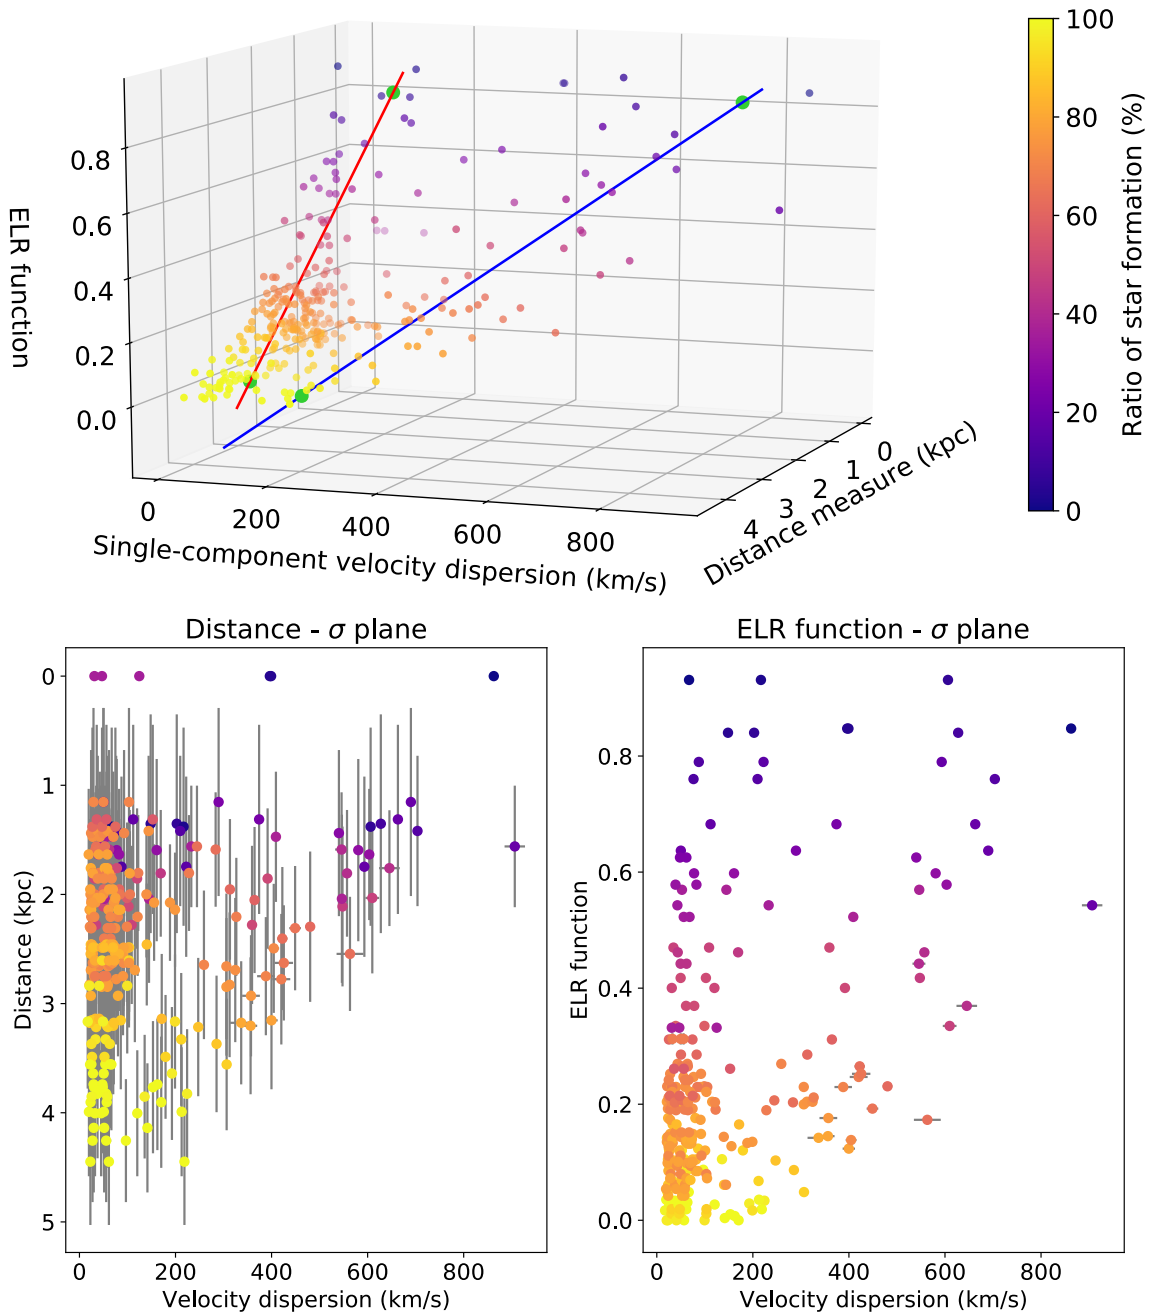 ELR function
0.8
0.6
0.4
0.2
0.0
0
200
400
600
800
Single-component velocity dispersion (km/s)
0
1
2
3
4
Distance measure (kpc)
100
80
60
40
20
0
Ratio of star formation (%)
Distance - σ plane
Distance (kpc)
0
1
2
3
4
5
0 200 400 600 800
Velocity dispersion (km/s)
ELR function - σ plane
ELR function
0.8
0.6
0.4
0.2
0.0
0 200 400 600 800
Velocity dispersion (km/s)